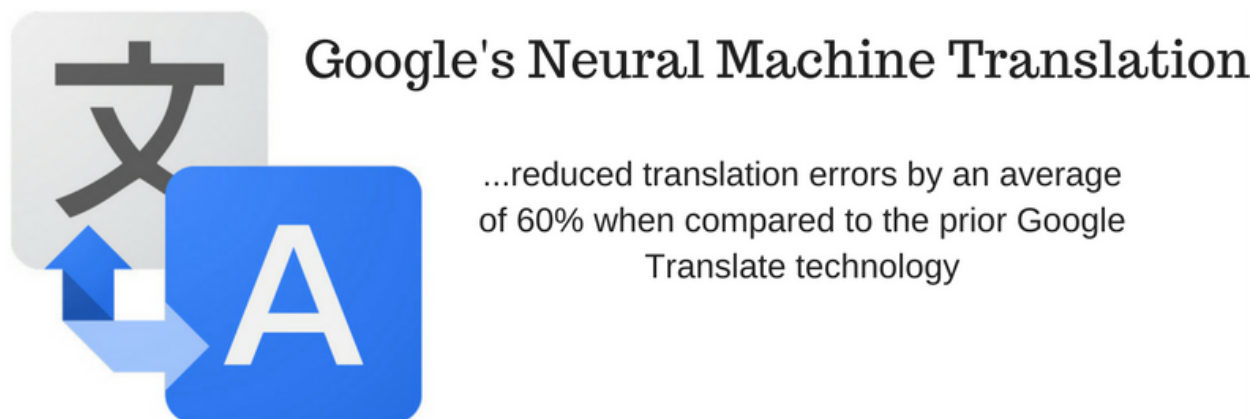 文
A
Google's Neural Machine Translation
...reduced translation errors by an average
of 60% when compared to the prior Google
Translate technology